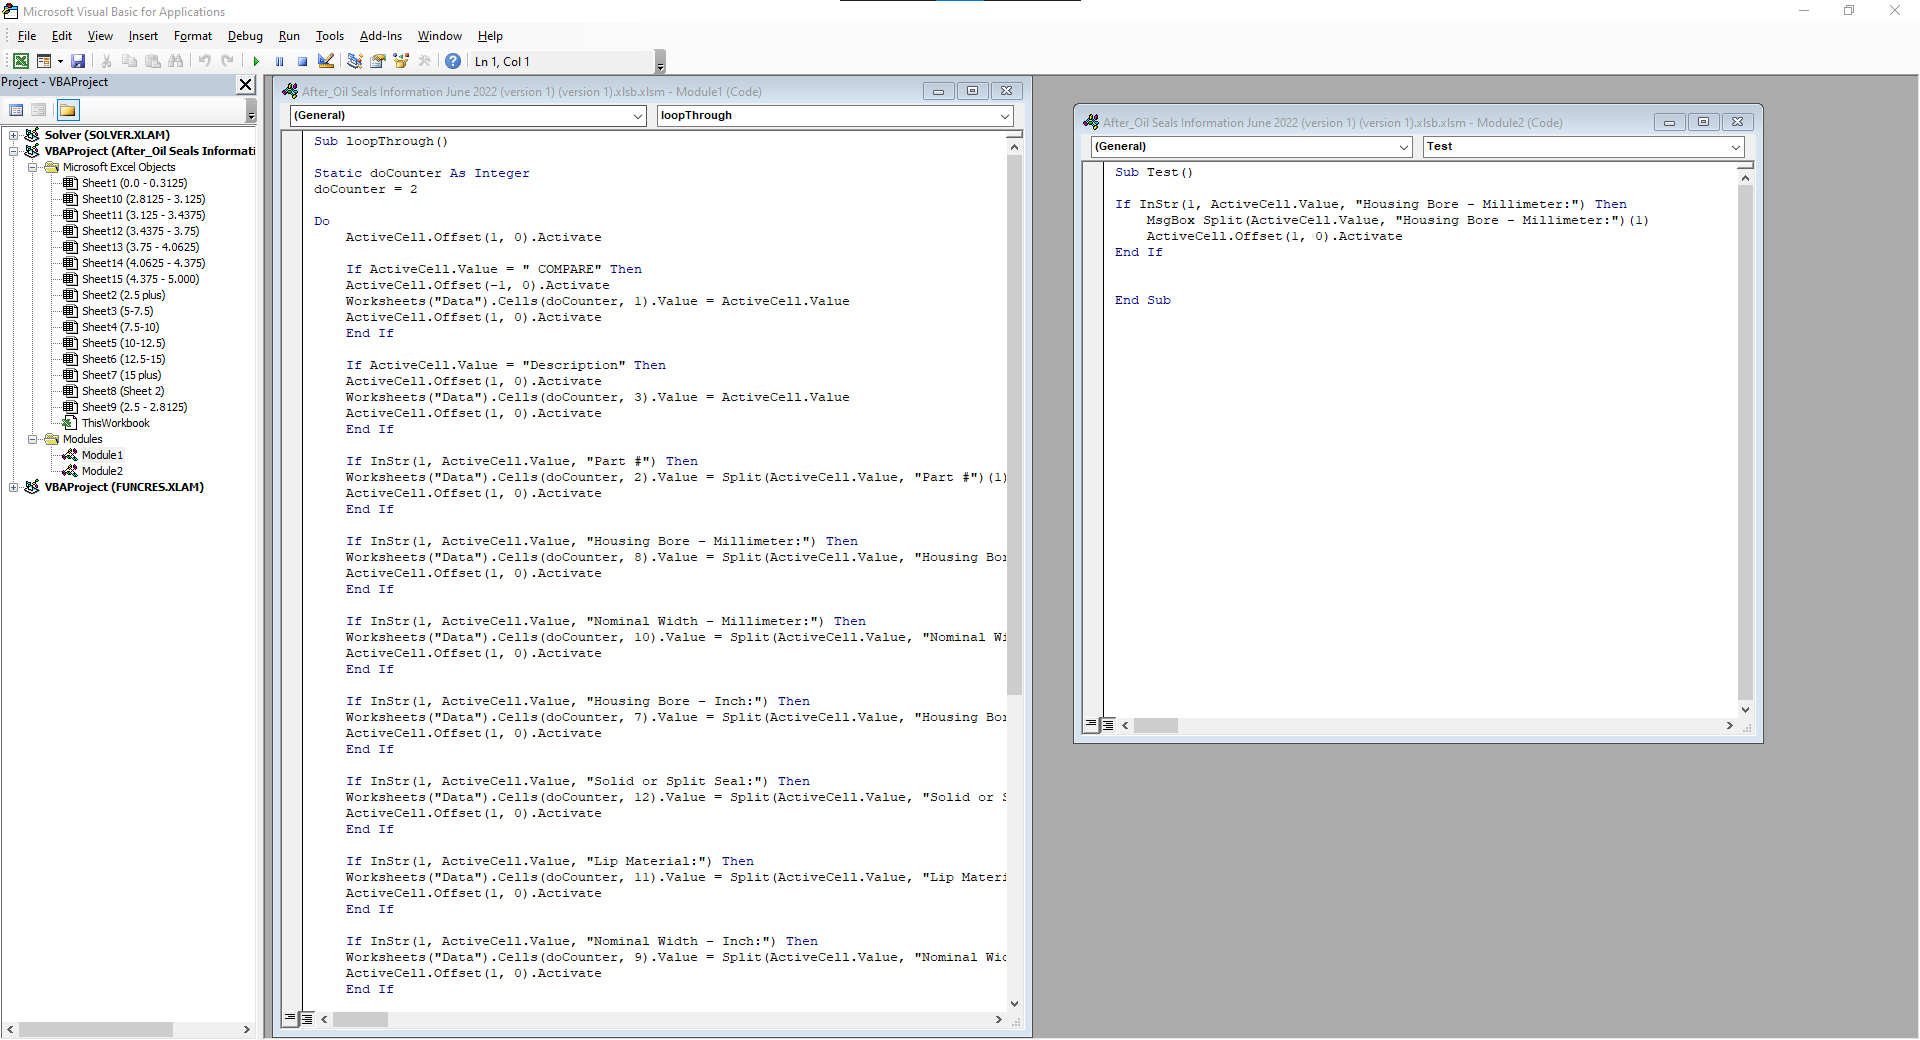 Microsoft Visual Basic for Applications
File Edit View Insert Format Debug Run Tools Add-Ins Window Help
Ln 1, Col 1
Project - VBAProject
Solver (SOLVER.XLAM)
VBAProject (After_Oil Seals Informati
Microsoft Excel Objects
Sheet1 (0.0 - 0.3125)
Sheet10 (2.8125 - 3.125)
Sheet11 (3.125 - 3.4375)
Sheet12 (3.4375 - 3.75)
Sheet13 (3.75 - 4.0625)
Sheet14 (4.0625 - 4.375)
Sheet15 (4.375 - 5.000)
Sheet2 (2.5 plus)
Sheet3 (5-7.5)
Sheet4 (7.5-10)
Sheet5 (10-12.5)
Sheet6 (12.5-15)
Sheet7 (15 plus)
Sheet8 (Sheet 2)
Sheet9 (2.5 - 2.8125)
ThisWorkbook
Modules
Module1
Module2
VBAProject (FUNCRES.XLAM)
After_Oil Seals Information June 2022 (version 1) (version 1).xlsb.xlsm - Module1 (Code)
(General) loopThrough
Sub loopThrough()
Static doCounter As Integer
doCounter = 2
Do
ActiveCell.Offset(1, 0).Activate
If ActiveCell.Value = " COMPARE" Then
ActiveCell.Offset(-1, 0).Activate
Worksheets("Data").Cells(doCounter, 1).Value = ActiveCell.Value
ActiveCell.Offset(1, 0).Activate
End If
If ActiveCell.Value = "Description" Then
ActiveCell.Offset(1, 0).Activate
Worksheets("Data").Cells(doCounter, 3).Value = ActiveCell.Value
ActiveCell.Offset(1, 0).Activate
End If
If InStr(1, ActiveCell.Value, "Part #") Then
Worksheets("Data").Cells(doCounter, 2).Value = Split(ActiveCell.Value, "Part #")(1)
ActiveCell.Offset(1, 0).Activate
End If
If InStr(1, ActiveCell.Value, "Housing Bore - Millimeter:") Then
Worksheets("Data").Cells(doCounter, 8).Value = Split(ActiveCell.Value, "Housing Bor
ActiveCell.Offset(1, 0).Activate
End If
If InStr(1, ActiveCell.Value, "Nominal Width - Millimeter:") Then
Worksheets("Data").Cells(doCounter, 10).Value = Split(ActiveCell.Value, "Nominal Wi
ActiveCell.Offset(1, 0).Activate
End If
If InStr(1, ActiveCell.Value, "Housing Bore - Inch:") Then
Worksheets("Data").Cells(doCounter, 7).Value = Split(ActiveCell.Value, "Housing Bor
ActiveCell.Offset(1, 0).Activate
End If
If InStr(1, ActiveCell.Value, "Solid or Split Seal:") Then
Worksheets("Data").Cells(doCounter, 12).Value = Split(ActiveCell.Value, "Solid or S
ActiveCell.Offset(1, 0).Activate
End If
If InStr(1, ActiveCell.Value, "Lip Material:") Then
Worksheets("Data").Cells(doCounter, 11).Value = Split(ActiveCell.Value, "Lip Materi
ActiveCell.Offset(1, 0).Activate
End If
If InStr(1, ActiveCell.Value, "Nominal Width - Inch:") Then
Worksheets("Data").Cells(doCounter, 9).Value = Split(ActiveCell.Value, "Nominal Wid
ActiveCell.Offset(1, 0).Activate
End If
After_Oil Seals Information June 2022 (version 1) (version 1).xlsb.xlsm - Module2 (Code)
(General) Test
Sub Test()
If InStr(1, ActiveCell.Value, "Housing Bore - Millimeter:") Then
MsgBox Split(ActiveCell.Value, "Housing Bore - Millimeter:")(1)
ActiveCell.Offset(1, 0).Activate
End If
End Sub